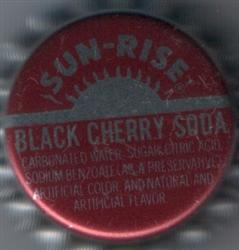 SUN-RISE
BLACK CHERRY SODA
CARBONATED WATER, SUGAR, CITRIC ACID,
SODIUM BENZOATE (AS A PRESERVATIVE)
ARTIFICIAL COLOR, AND NATURAL AND
ARTIFICIAL FLAVOR